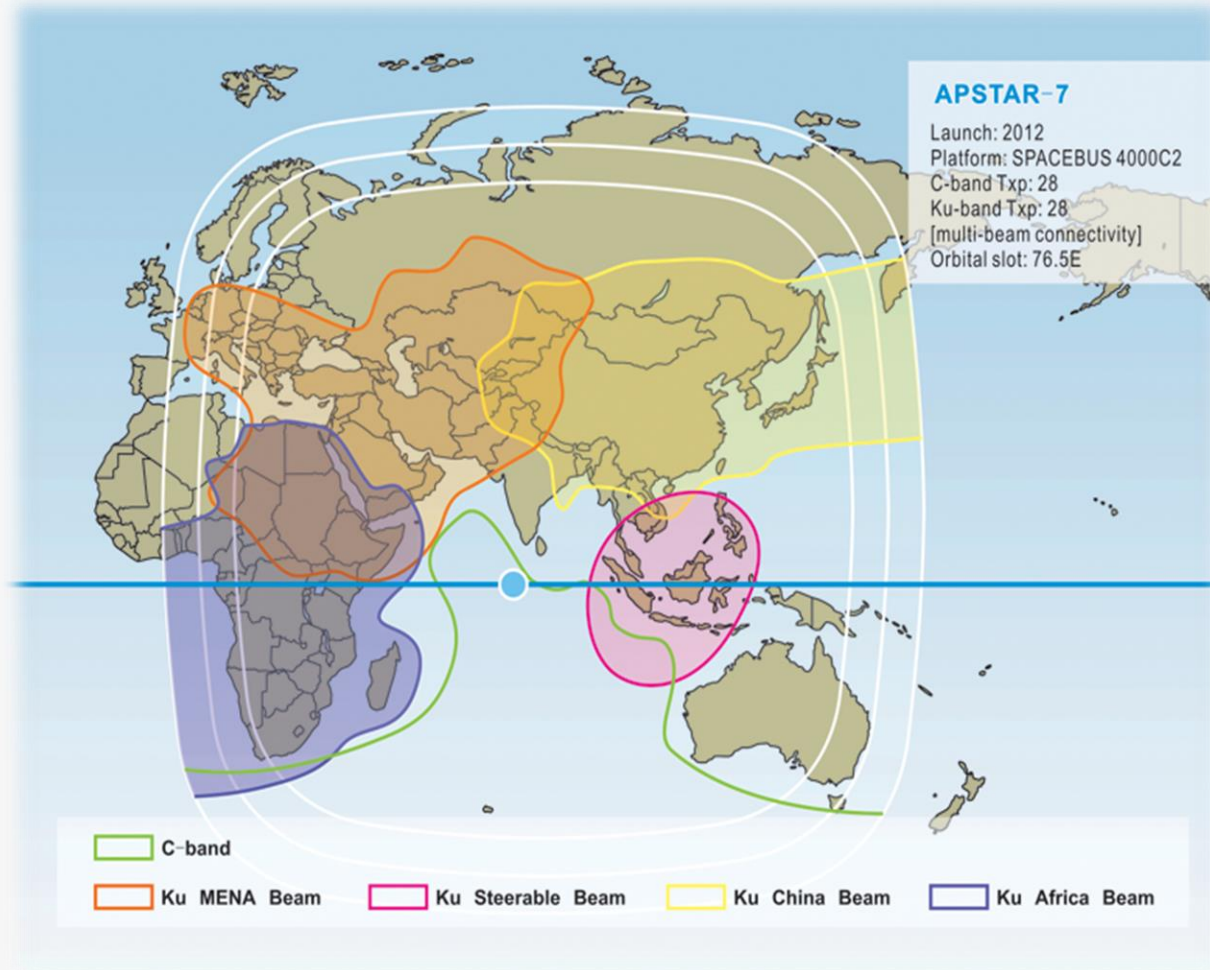 APSTAR-7
Launch: 2012
Platform: SPACEBUS 4000C2
C-band Txp: 28
Ku-band Txp: 28
[multi-beam connectivity]
Orbital slot: 76.5E
C-band
Ku MENA Beam
Ku Steerable Beam
Ku China Beam
Ku Africa Beam